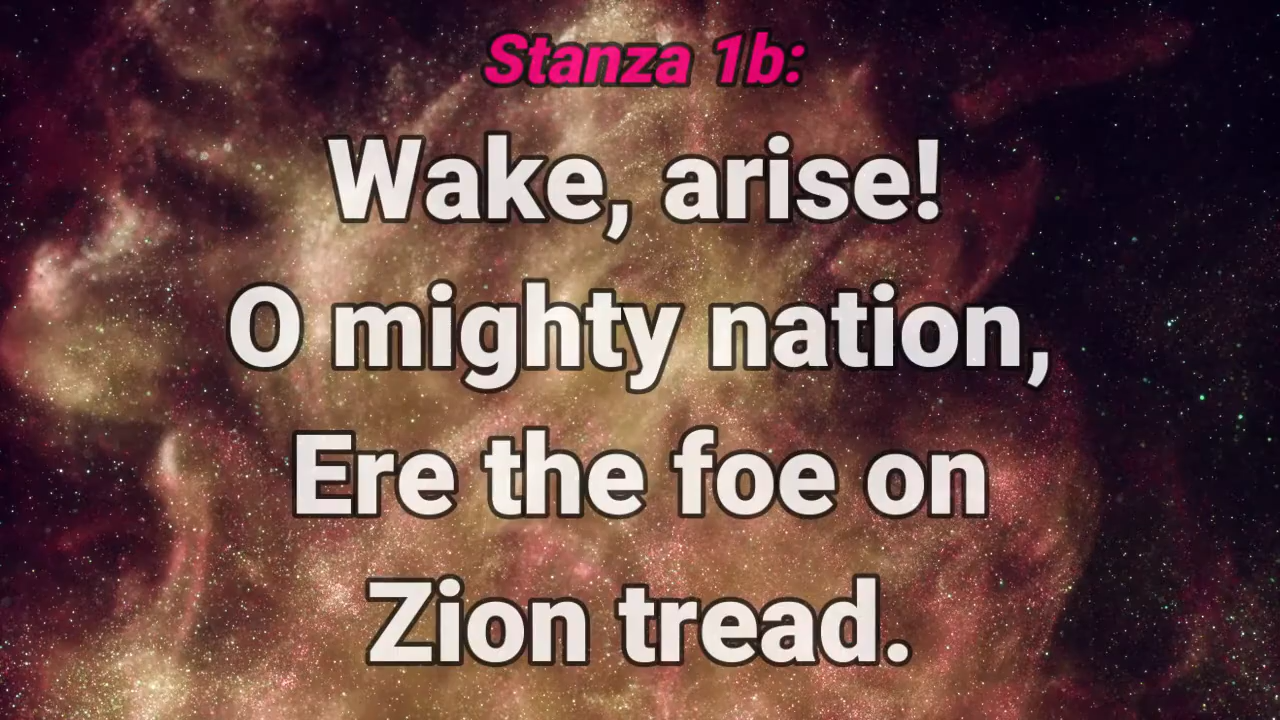 Stanza 1b:
Wake, arise!
O mighty nation,
Ere the foe on
Zion tread.